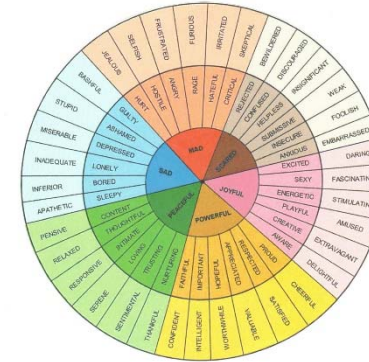 MAD
SCARED
JOYFUL
POWERFUL
PEACEFUL
SAD
HURT
HOSTILE
ANGRY
RAGE
HATEFUL
CRITICAL
REJECTED
CONFUSED
HELPLESS
SUBMISSIVE
INSECURE
ANXIOUS
EXCITED
SEXY
ENERGETIC
PLAYFUL
CREATIVE
AWARE
PROUD
RESPECTED
APPRECIATED
HOPEFUL
IMPORTANT
FAITHFUL
NURTURING
TRUSTING
LOVING
INTIMATE
THOUGHTFUL
CONTENT
SLEEPY
BORED
LONELY
DEPRESSED
ASHAMED
GUILTY
JEALOUS
SELFISH
FRUSTRATED
FURIOUS
IRRITATED
SKEPTICAL
BEWILDERED
DISCOURAGED
INSIGNIFICANT
WEAK
FOOLISH
EMBARRASSED
DARING
FASCINATING
STIMULATING
AMUSED
EXTRAVAGANT
DELIGHTFUL
CHEERFUL
SATISFIED
VALUABLE
WORTHWHILE
INTELLIGENT
CONFIDENT
THANKFUL
SENTIMENTAL
SERENE
RESPONSIVE
RELAXED
PENSIVE
APATHETIC
INFERIOR
INADEQUATE
MISERABLE
STUPID
BASHFUL